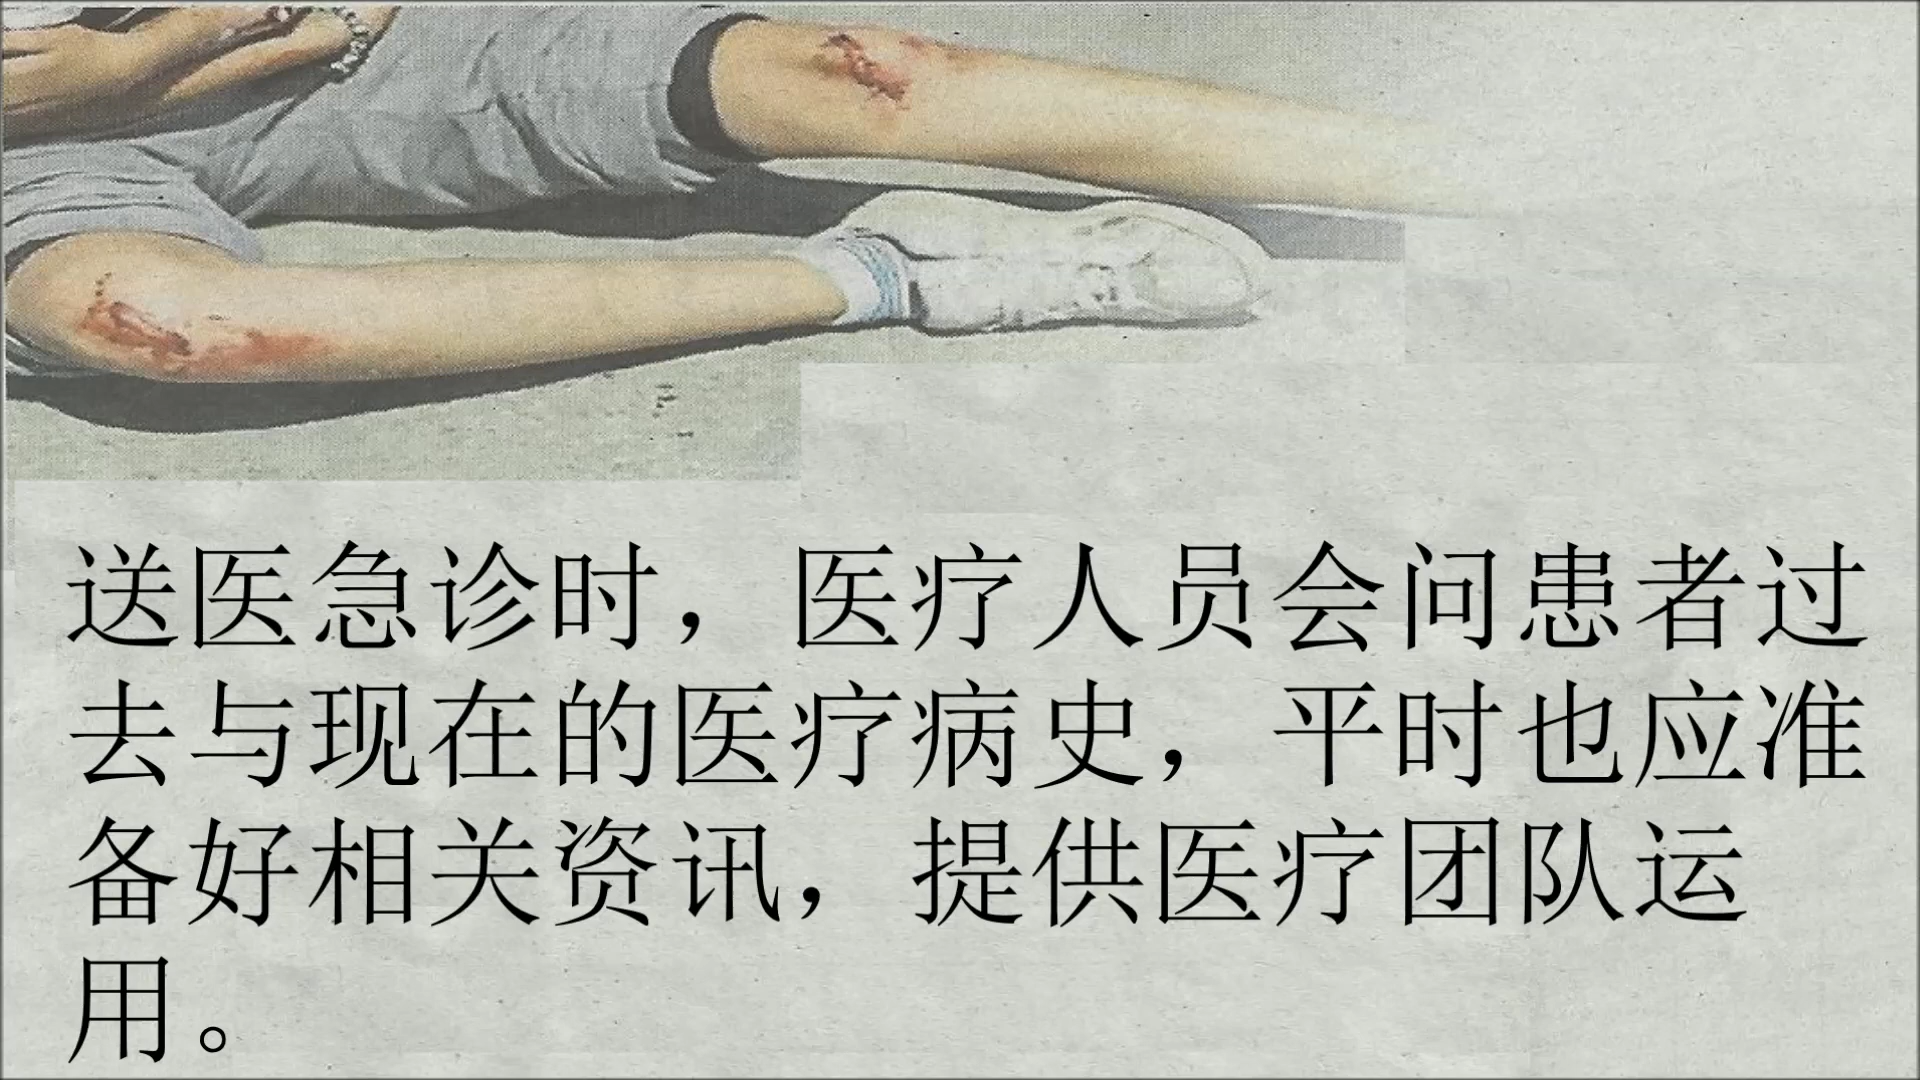 送医急诊时，医疗人员会问患者过
去与现在的医疗病史，平时也应准
备好相关资讯，提供医疗团队运
用。